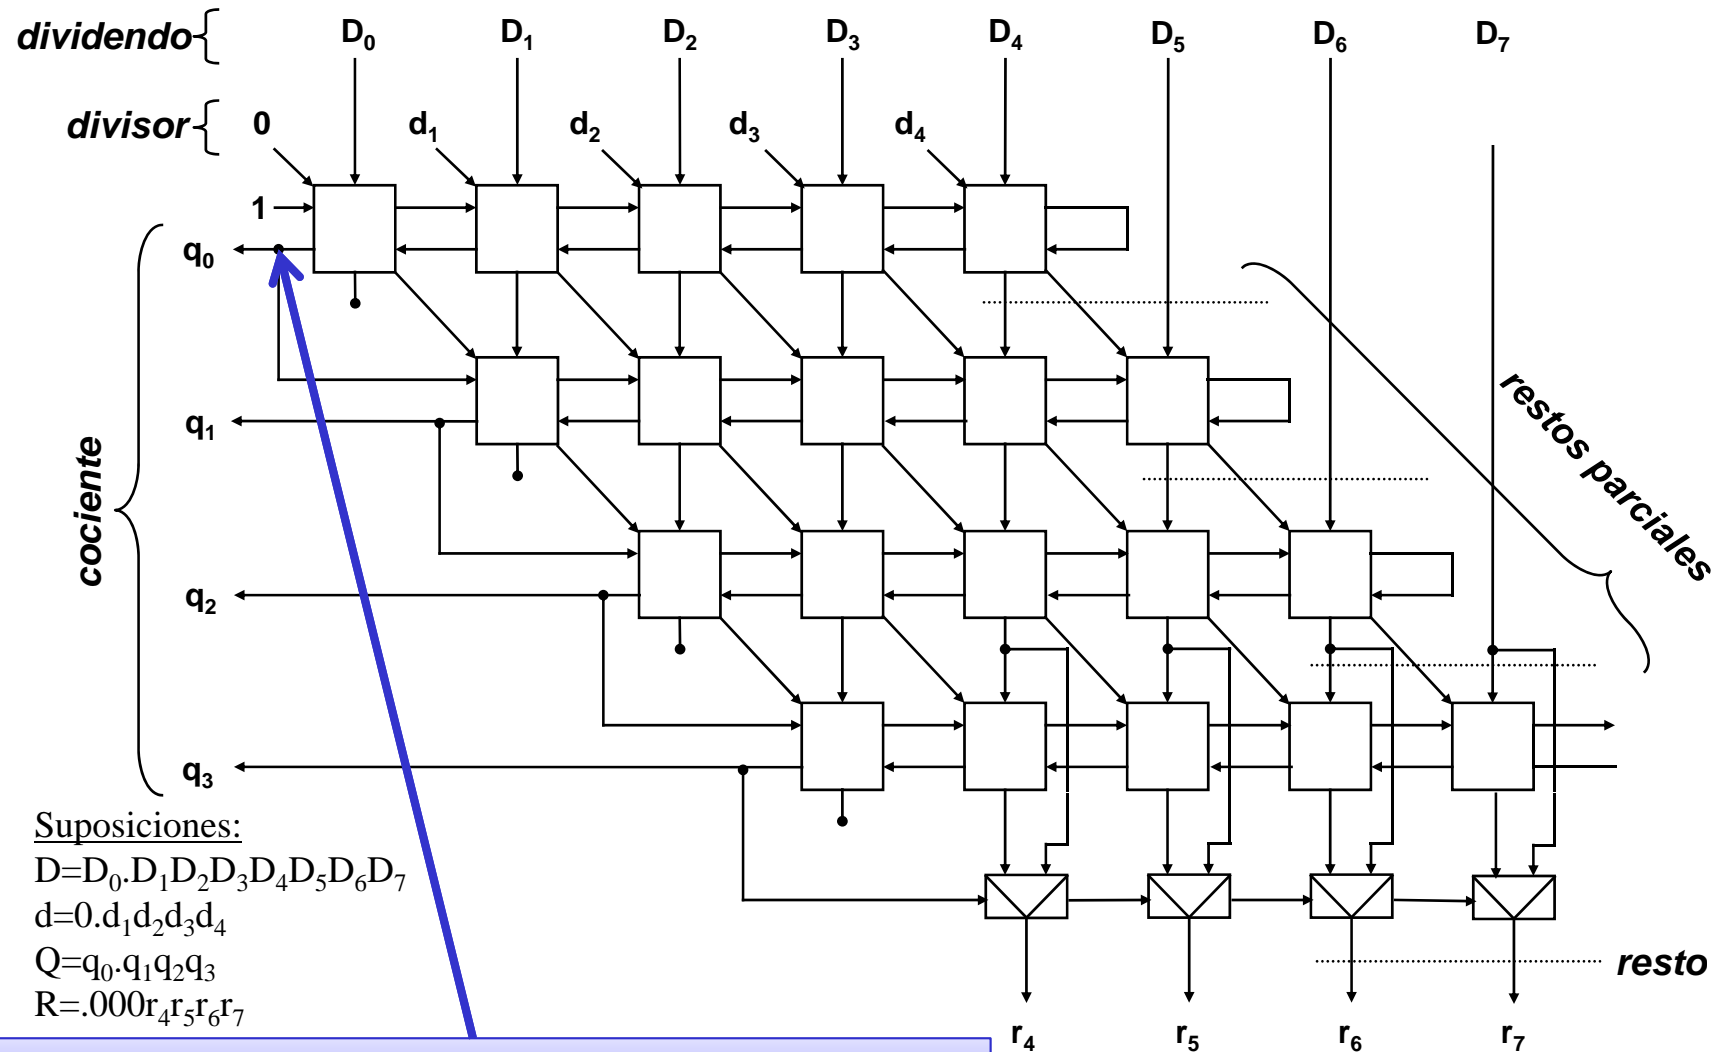 dividendo D₀ D₁ D₂ D₃ D₄ D₅ D₆ D₇
divisor 0 d₁ d₂ d₃ d₄
1
q₀
q₁
q₂
q₃
cociente
restos parciales
Suposiciones:
D=D₀.D₁D₂D₃D₄D₅D₆D₇
d=0.d₁d₂d₃d₄
Q=q₀.q₁q₂q₃
R=.000r₄r₅r₆r₇
resto
r₄ r₅ r₆ r₇